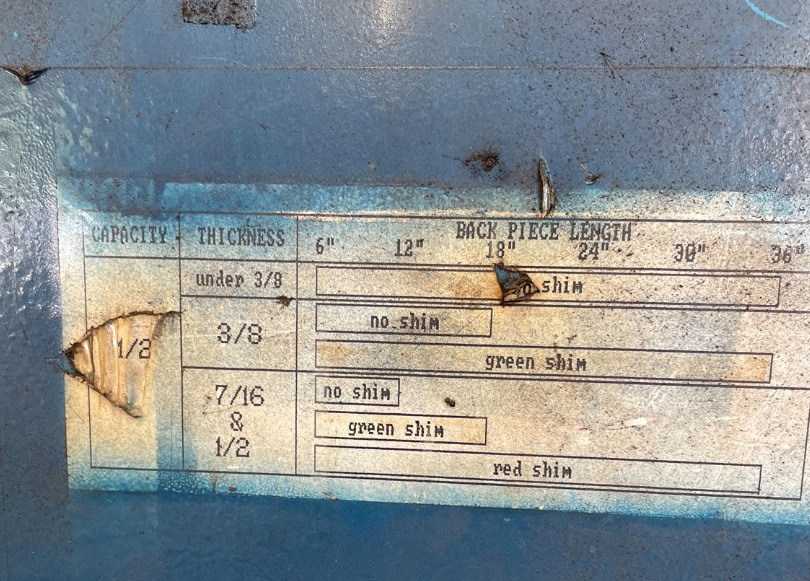 BACK PIECE LENGTH
CAPACITY THICKNESS 6" 12" 18" 24" 30" 36"
under 3/8 no shim
1/2 3/8 no shim
green shim
7/16 no shim
& green shim
1/2 red shim